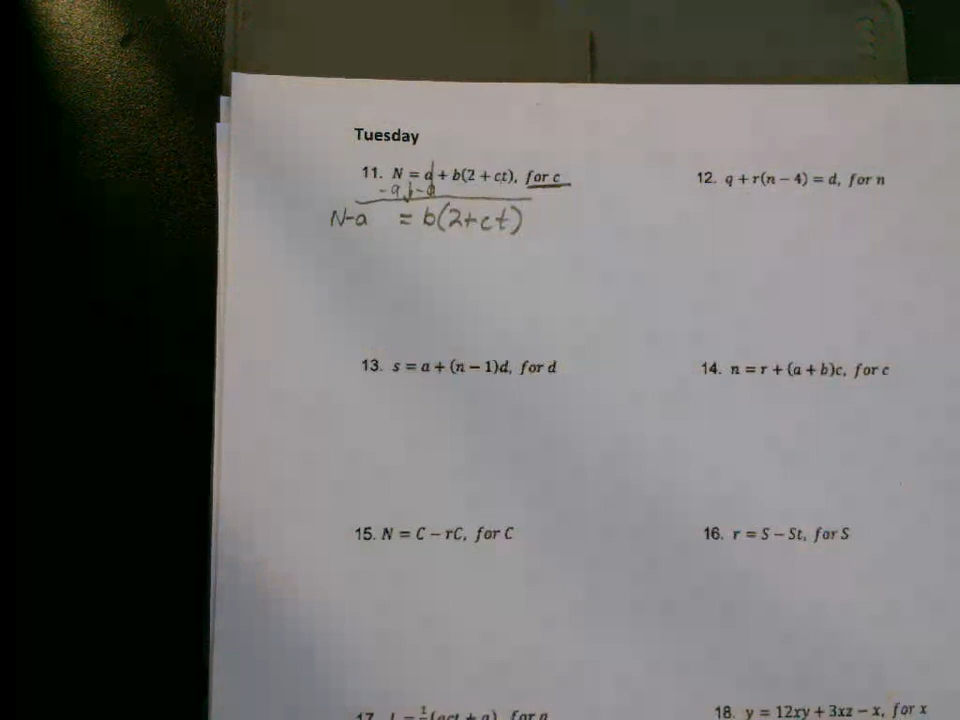 Tuesday
11. N = a + b(2 + ct), for c
-a -a
N-a = b(2+ct)
12. q + r(n − 4) = d, for n
13. s = a + (n − 1)d, for d
14. n = r + (a + b)c, for c
15. N = C − rC, for C
16. r = S − St, for S
17.
18. y = 12xy + 3xz − x, for x